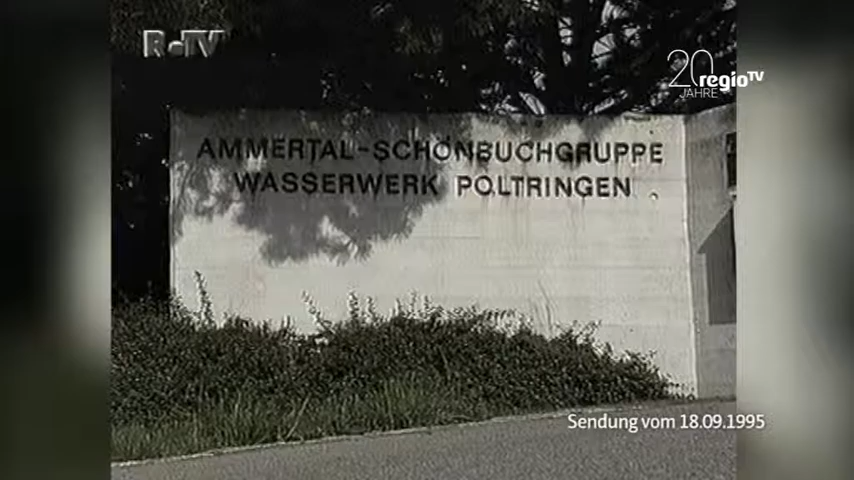 R.TV
20 regioTV
JAHRE
AMMERTAL-SCHÖNBUCHGRUPPE
WASSERWERK POLTRINGEN
Sendung vom 18.09.1995